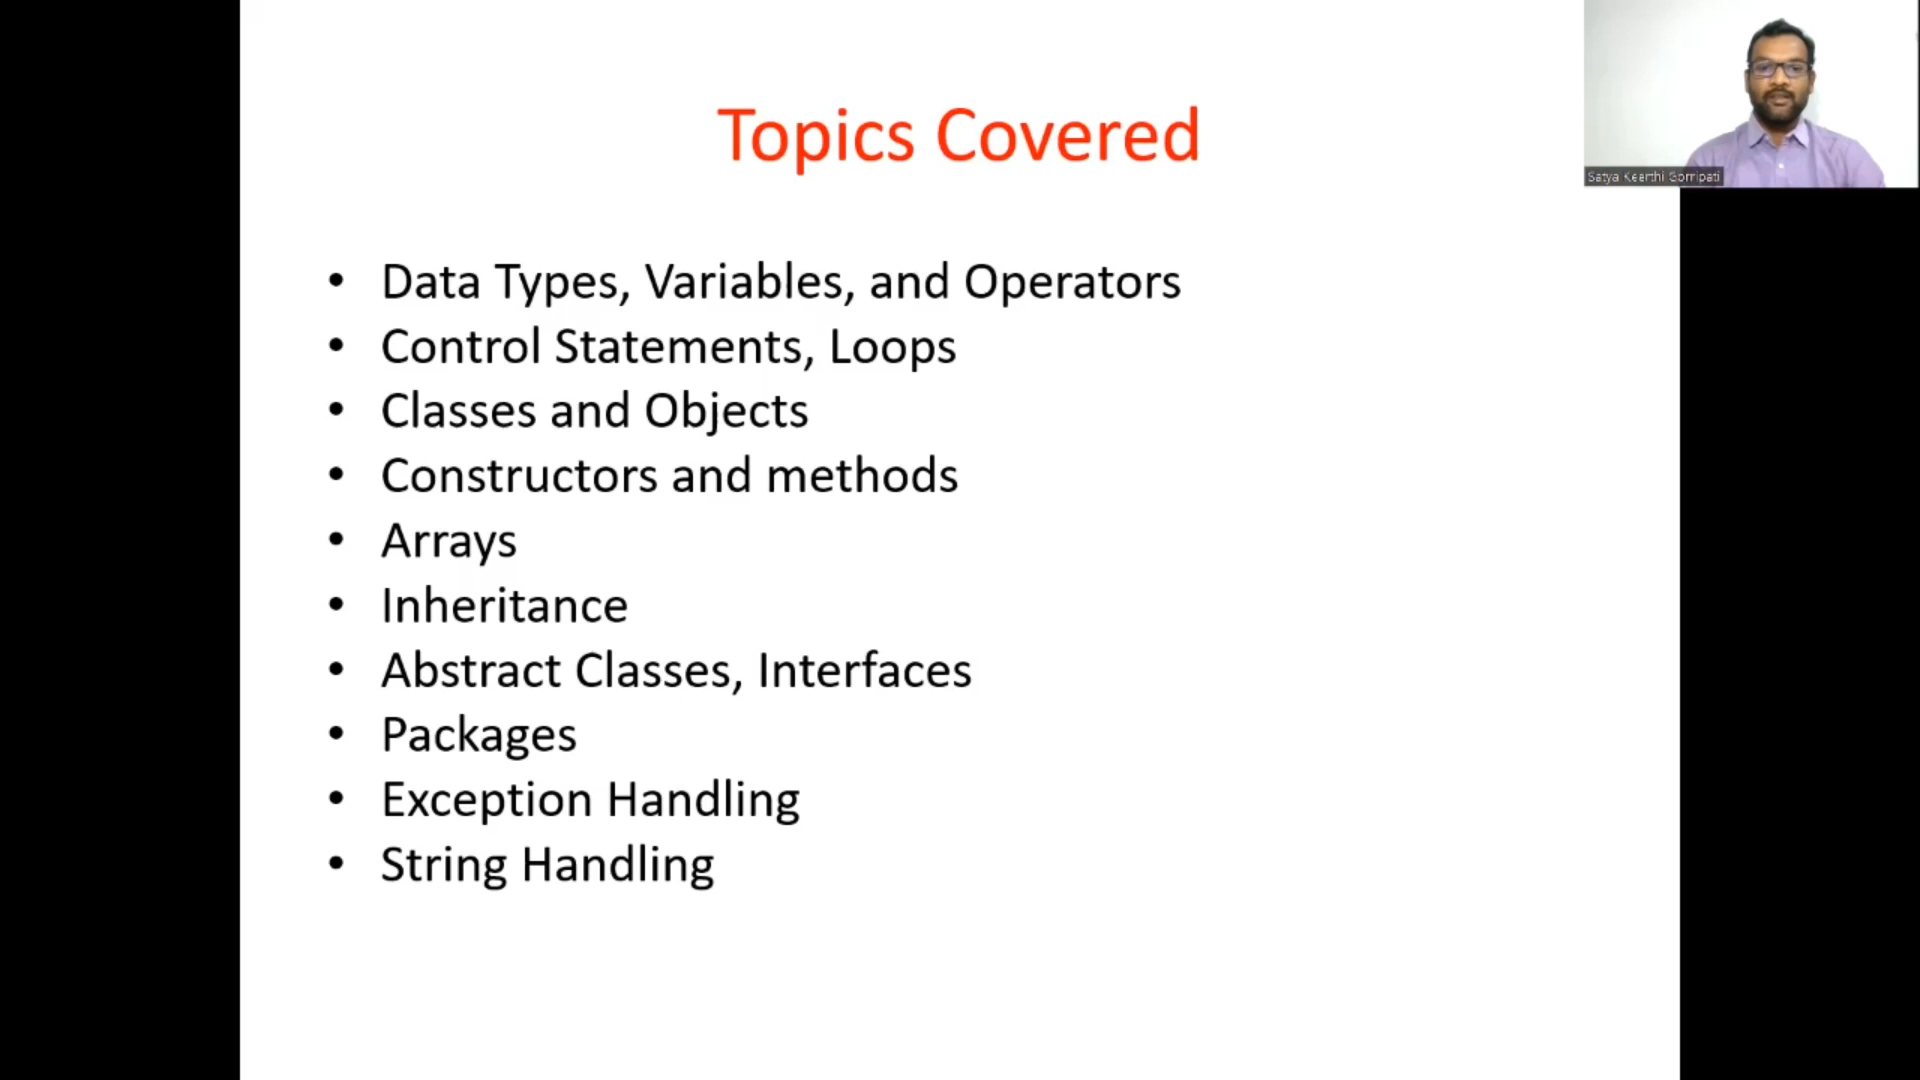 Topics Covered
Satya Keerthi Gorripati
• Data Types, Variables, and Operators
• Control Statements, Loops
• Classes and Objects
• Constructors and methods
• Arrays
• Inheritance
• Abstract Classes, Interfaces
• Packages
• Exception Handling
• String Handling